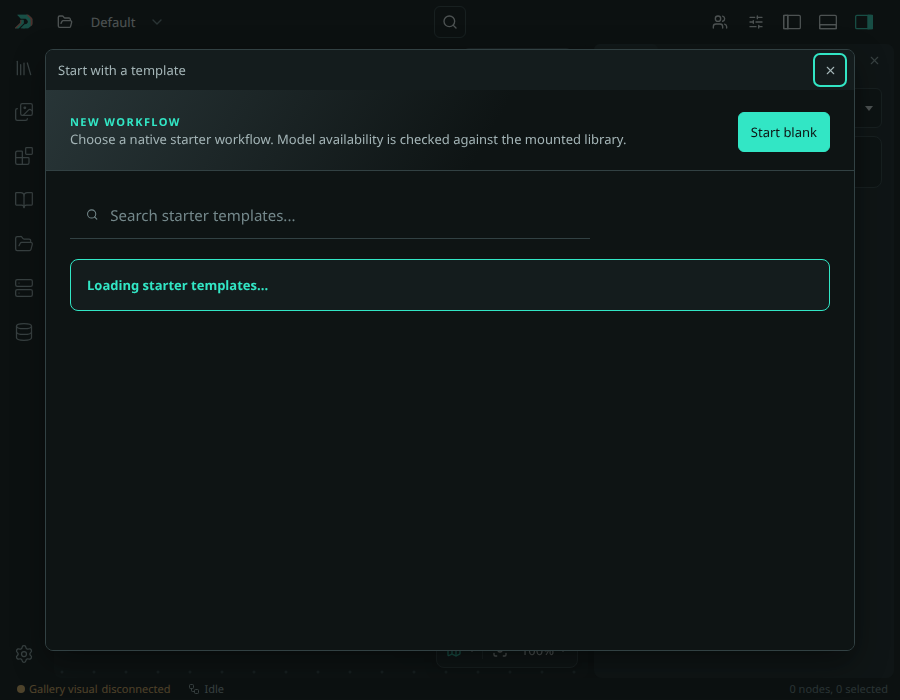 Default
Start with a template
NEW WORKFLOW
Choose a native starter workflow. Model availability is checked against the mounted library.
Start blank
Search starter templates...
Loading starter templates...
100%
Gallery visual disconnected
Idle
0 nodes, 0 selected